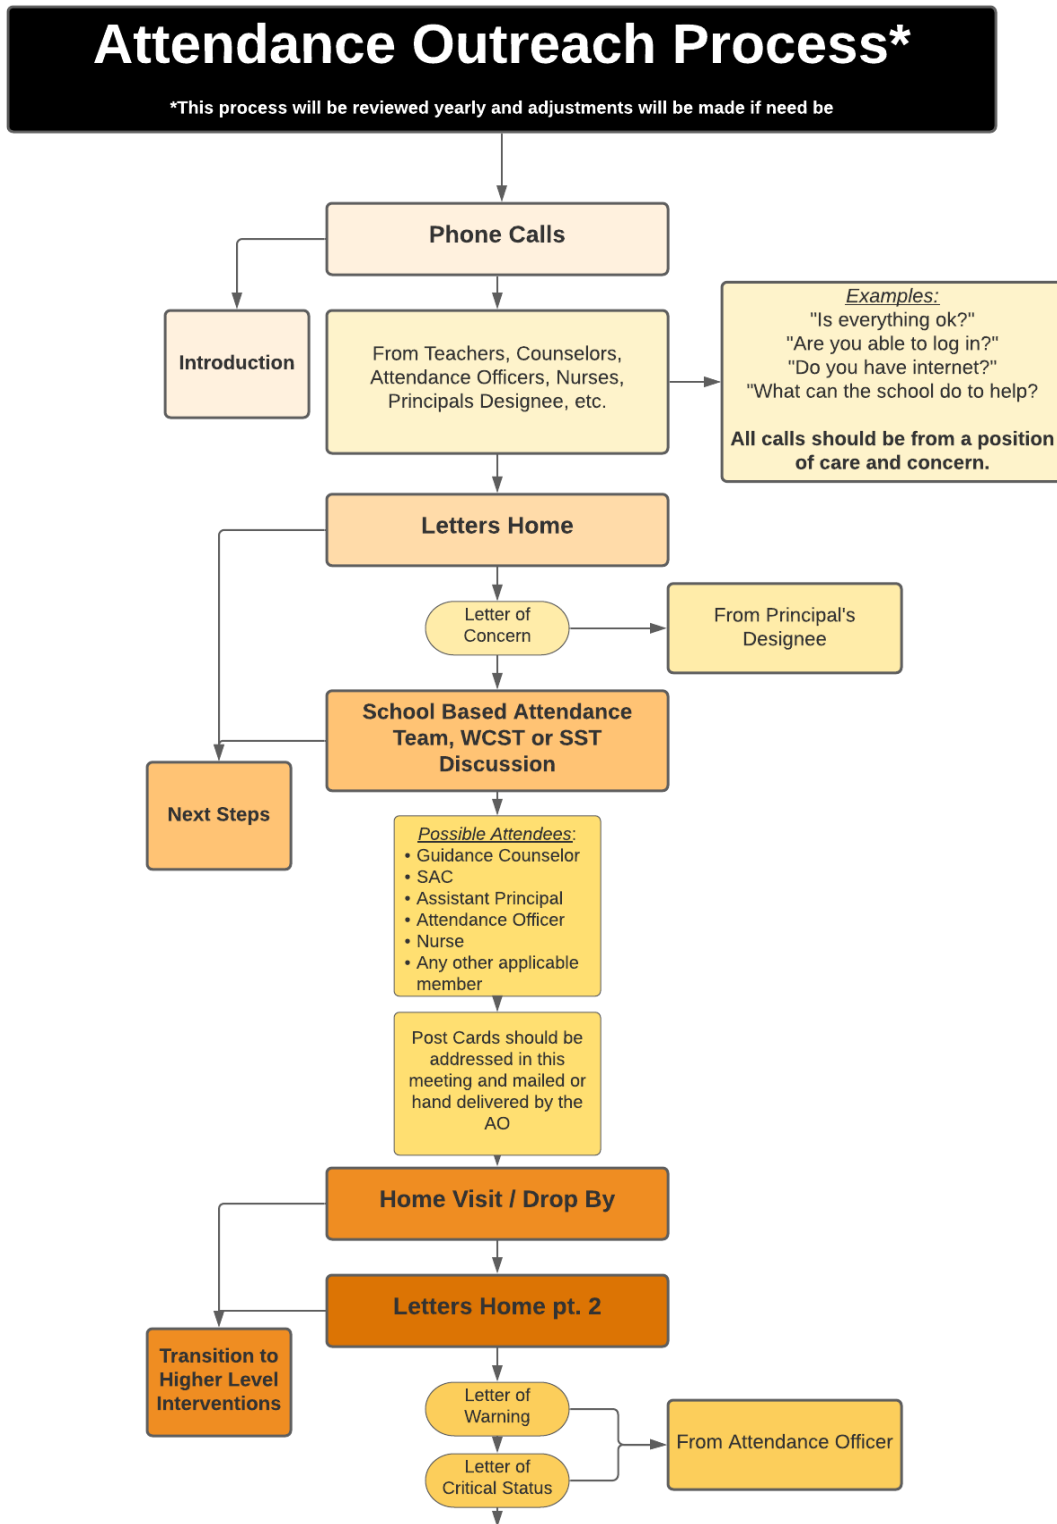 Attendance Outreach Process*
*This process will be reviewed yearly and adjustments will be made if need be
Phone Calls
Introduction
From Teachers, Counselors,
Attendance Officers, Nurses,
Principals Designee, etc.
Examples:
"Is everything ok?"
"Are you able to log in?"
"Do you have internet?"
"What can the school do to help?
All calls should be from a position
of care and concern.
Letters Home
Letter of
Concern
From Principal's
Designee
School Based Attendance
Team, WCST or SST
Discussion
Next Steps
Possible Attendees:
• Guidance Counselor
• SAC
• Assistant Principal
• Attendance Officer
• Nurse
• Any other applicable
member
Post Cards should be
addressed in this
meeting and mailed or
hand delivered by the
AO
Home Visit / Drop By
Letters Home pt. 2
Transition to
Higher Level
Interventions
Letter of
Warning
Letter of
Critical Status
From Attendance Officer